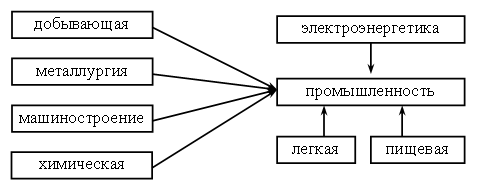 добывающая
электроэнергетика
металлургия
промышленность
машиностроение
химическая
легкая
пищевая